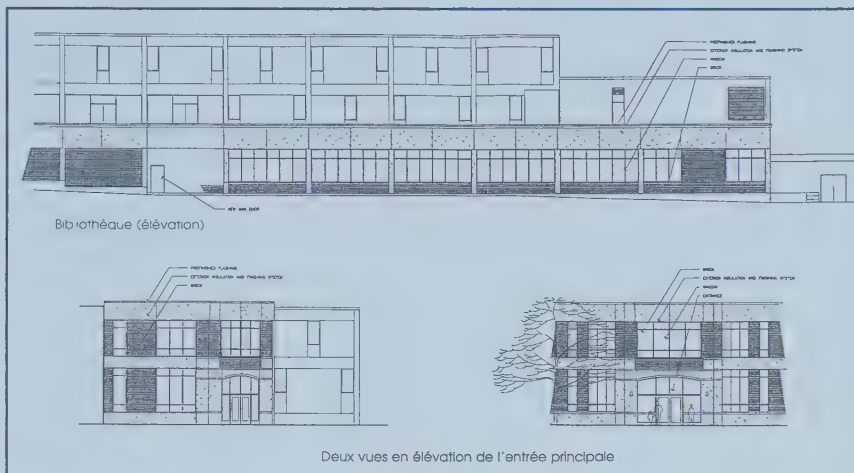 PREFINISHED FLASHING
EXTERIOR INSULATION AND FINISHING SYSTEM
WINDOW
BRICK
NEW MAN DOOR
Bibliothèque (élévation)
PREFINISHED FLASHING
EXTERIOR INSULATION AND FINISHING SYSTEM
BRICK
BRICK
EXTERIOR INSULATION AND FINISHING SYSTEM
WINDOW
ENTRANCE
Deux vues en élévation de l'entrée principale